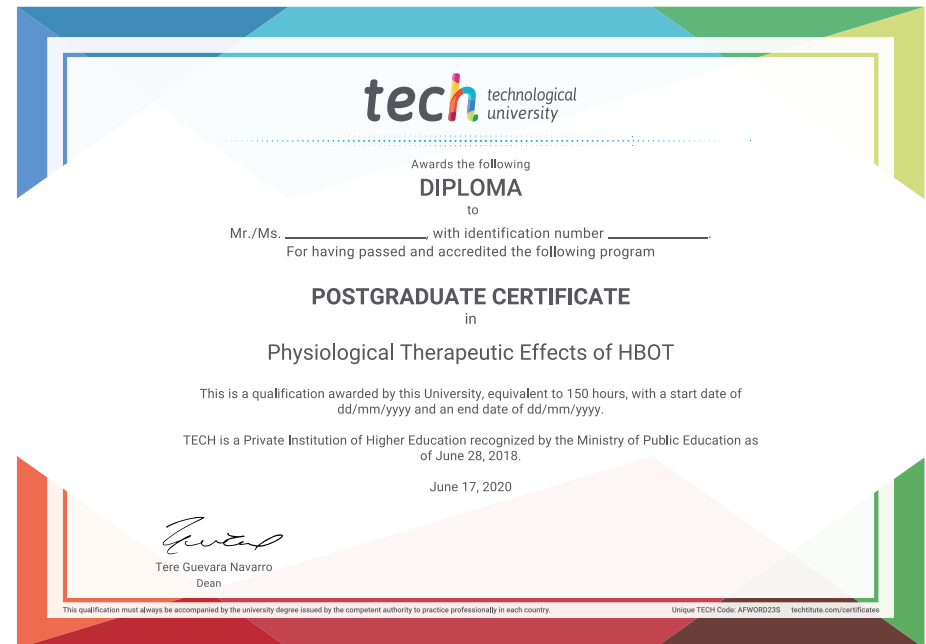 tech technological
university
Awards the following
DIPLOMA
to
Mr./Ms. ____________________, with identification number ______________.
For having passed and accredited the following program
POSTGRADUATE CERTIFICATE
in
Physiological Therapeutic Effects of HBOT
This is a qualification awarded by this University, equivalent to 150 hours, with a start date of
dd/mm/yyyy and an end date of dd/mm/yyyy.
TECH is a Private Institution of Higher Education recognized by the Ministry of Public Education as
of June 28, 2018.
June 17, 2020
Tere Guevara Navarro
Dean
This qualification must always be accompanied by the university degree issued by the competent authority to practice professionally in each country. Unique TECH Code: AFWORD23S techtitute.com/certificates